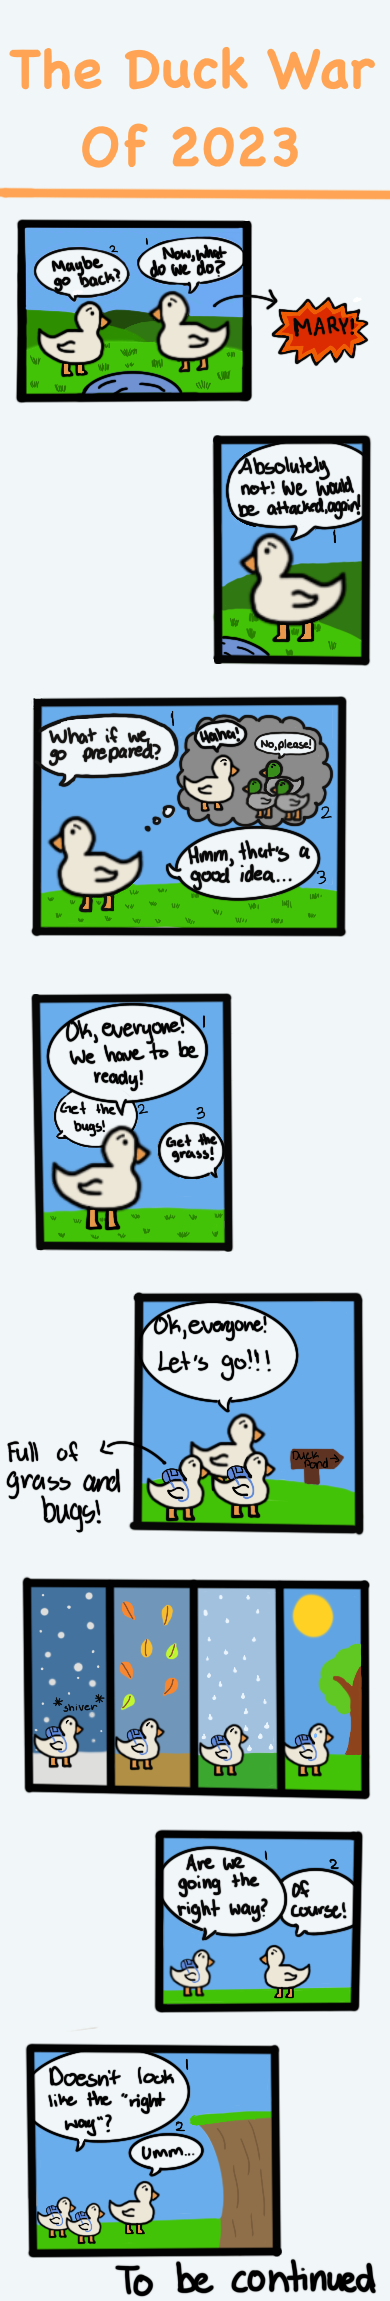 The Duck War
Of 2023
1
Now, what
do we do?
2
Maybe
go back?
MARY!
Absolutely
not! We would
be attacked, again!
1
What if we
go prepared?
1
Haha!
No, please!
2
Hmm, that's a
good idea...
3
Ok, everyone!
We have to be
ready!
1
Get the
bugs!
2
3
Get the
grass!
Ok, everyone!
Let's go!!!
Full of
grass and
bugs!
Duck
Pond
*shiver*
Are we
going the
right way?
1
2
Of
course!
Doesn't look
like the "right
way"?
1
2
Umm...
To be continued